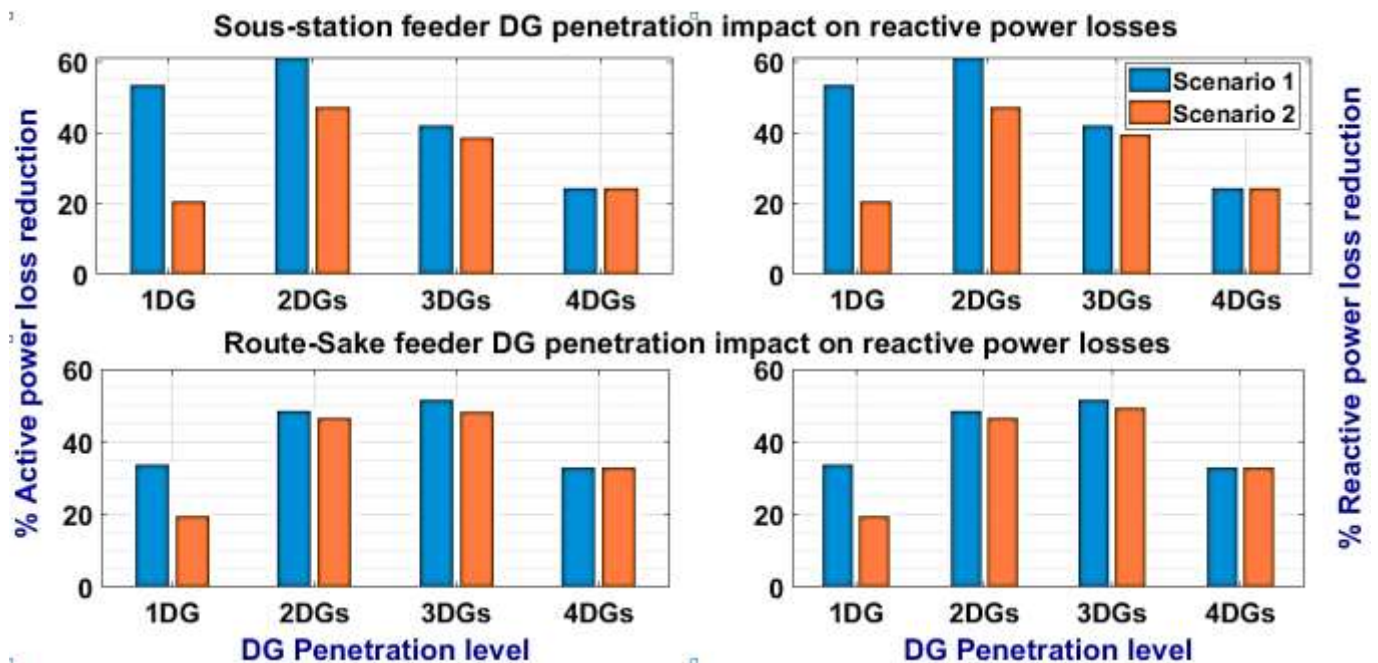 Sous-station feeder DG penetration impact on reactive power losses
% Active power loss reduction
60
40
20
0
1DG 2DGs 3DGs 4DGs
60
40
20
0
1DG 2DGs 3DGs 4DGs
Scenario 1
Scenario 2
% Reactive power loss reduction
Route-Sake feeder DG penetration impact on reactive power losses
60
40
20
0
1DG 2DGs 3DGs 4DGs
DG Penetration level
60
40
20
0
1DG 2DGs 3DGs 4DGs
DG Penetration level